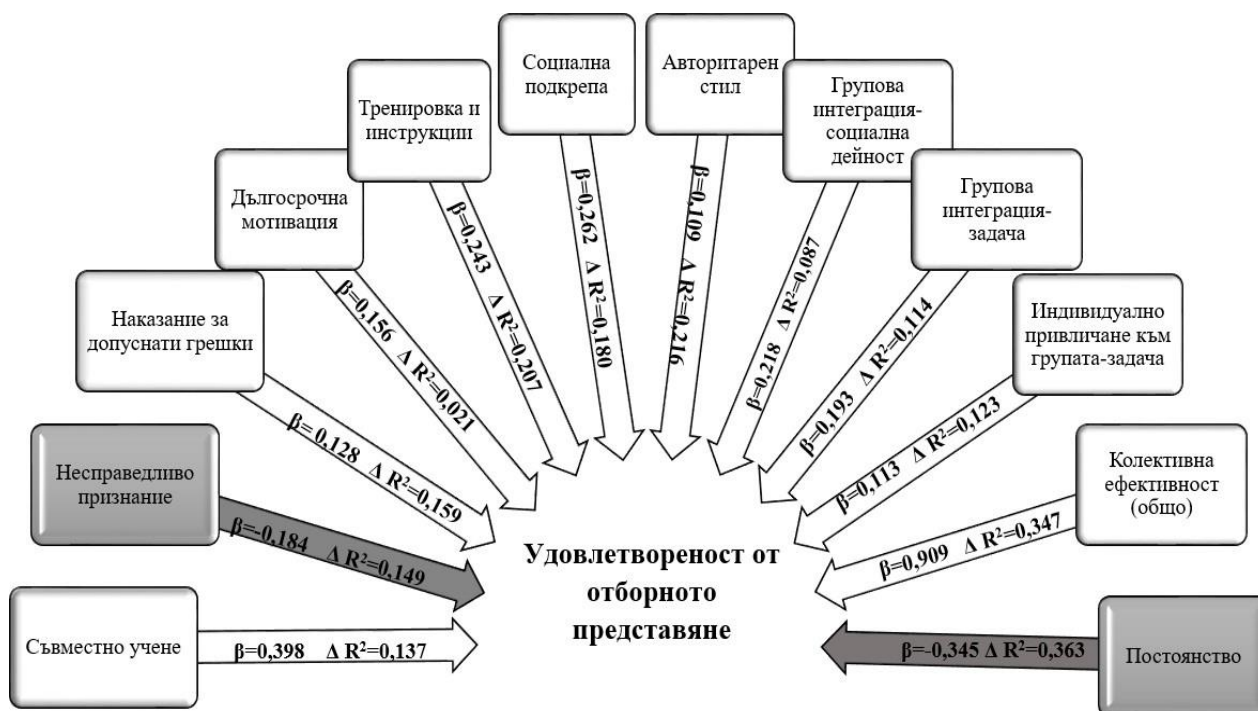 Социална
подкрепа
Авторитарен
стил
Тренировка и
инструкции
Групова
интеграция-
социална
дейност
Дългосрочна
мотивация
Групова
интеграция-
задача
Наказание за
допуснати грешки
Индивидуално
привличане към
групата-задача
Несправедливо
признание
Колективна
ефективност
(общо)
Съвместно учене
Постоянство
β=0,398 Δ R²=0,137
β=-0,184 Δ R²=0,149
β= 0,128 Δ R²=0,159
β=0,156 Δ R²=0,021
β=0,243 Δ R²=0,207
β=0,262 Δ R²=0,180
β=0,109 Δ R²=0,216
β=0,218 Δ R²=0,087
β=0,193 Δ R²=0,114
β=0,113 Δ R²=0,123
β=0,909 Δ R²=0,347
β=-0,345 Δ R²=0,363
Удовлетвореност от
отборното
представяне